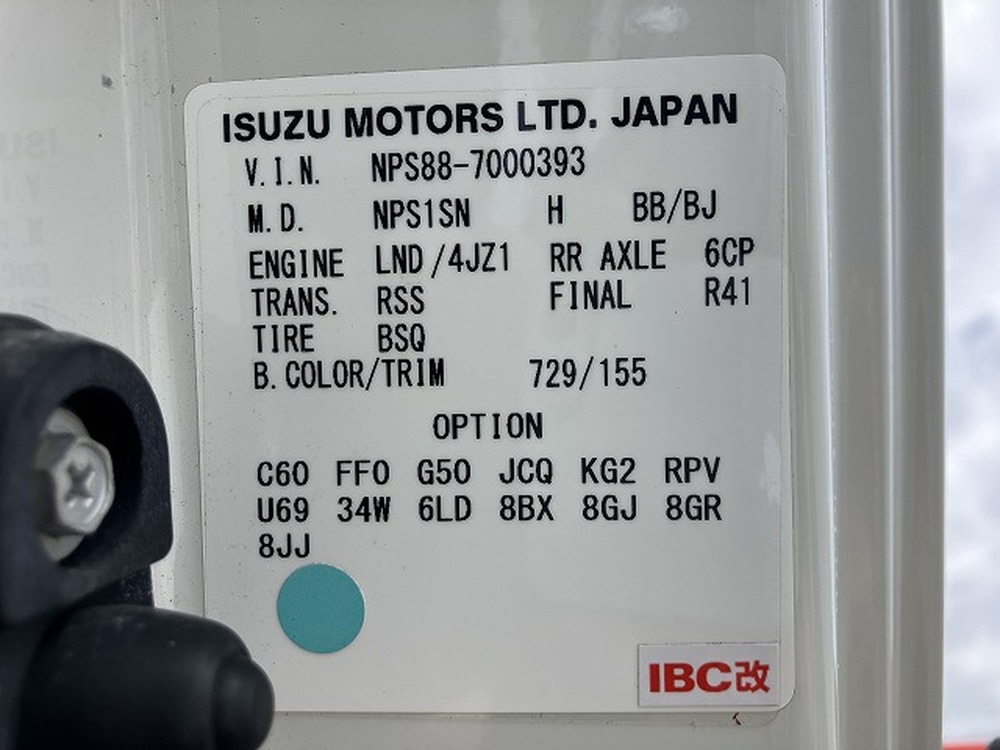 ISUZU MOTORS LTD. JAPAN
V.I.N. NPS88-7000393
M.D. NPS1SN H BB/BJ
ENGINE LND/4JZ1 RR AXLE 6CP
TRANS. RSS FINAL R41
TIRE BSQ
B.COLOR/TRIM 729/155
OPTION
C60 FF0 G50 JCQ KG2 RPV
U69 34W 6LD 8BX 8GJ 8GR
8JJ
IBC改